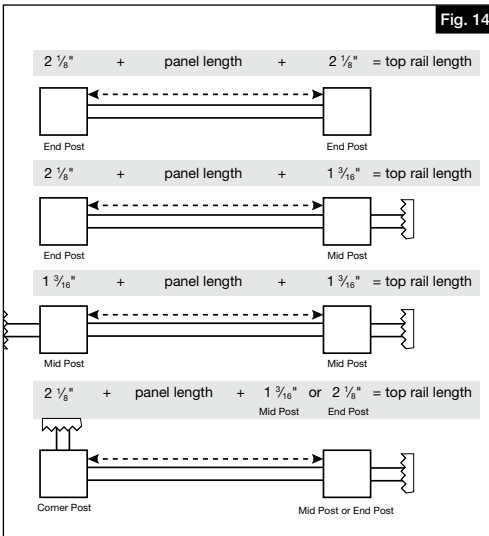 Fig. 14
2 ⅛" + panel length + 2 ⅛" = top rail length
End Post End Post
2 ⅛" + panel length + 1 ³⁄₁₆" = top rail length
End Post Mid Post
1 ³⁄₁₆" + panel length + 1 ³⁄₁₆" = top rail length
Mid Post Mid Post
2 ⅛" + panel length + 1 ³⁄₁₆" or 2 ⅛" = top rail length
Mid Post End Post
Corner Post Mid Post or End Post